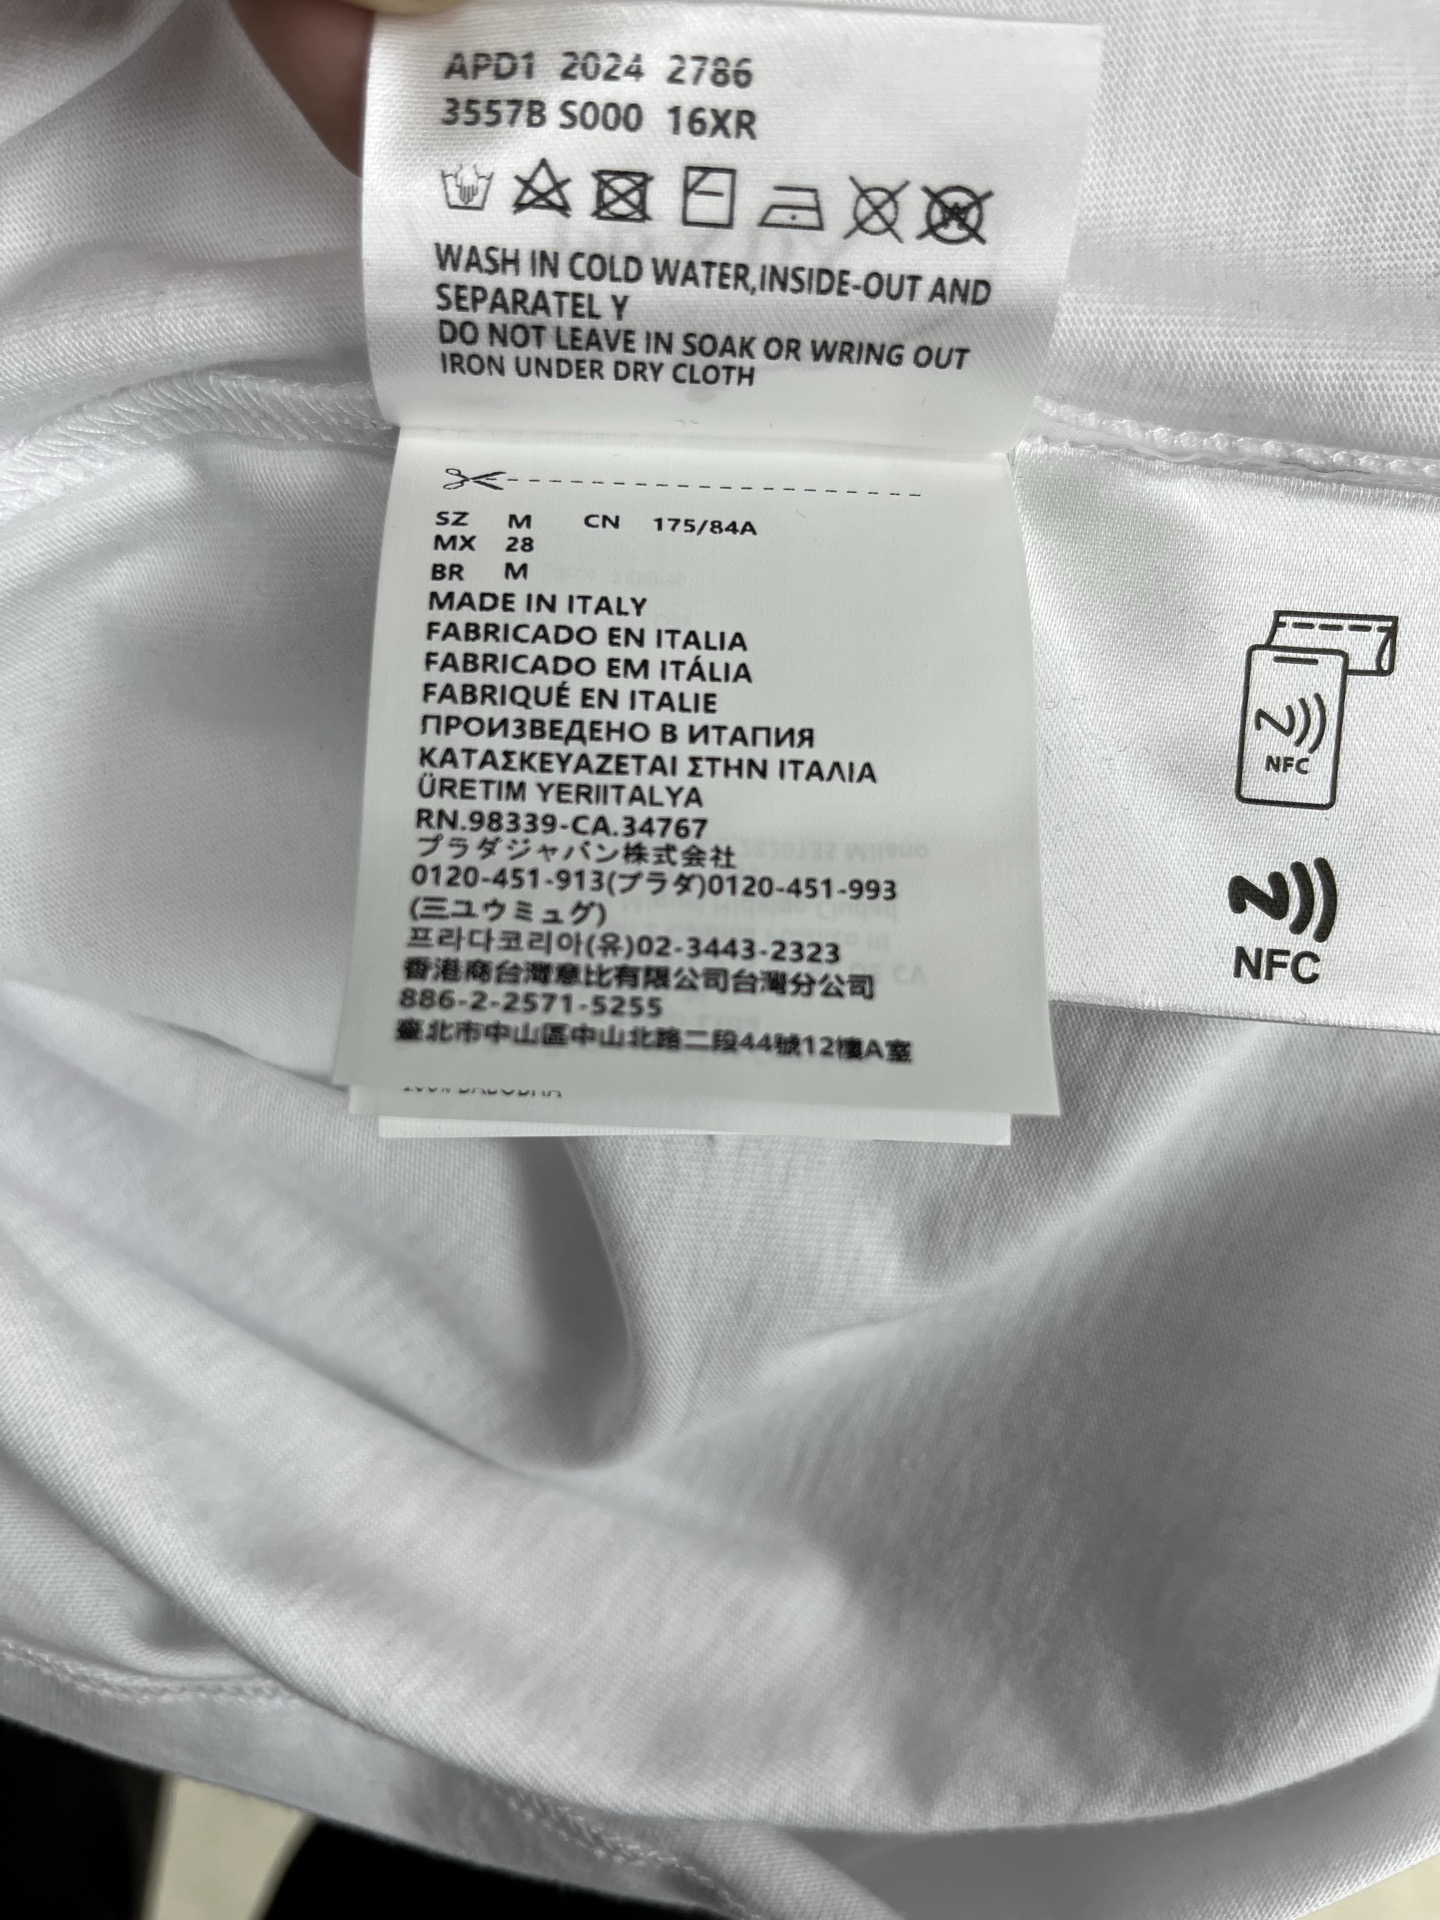 APD1 2024 2786
3557B S000 16XR
WASH IN COLD WATER,INSIDE-OUT AND
SEPARATEL Y
DO NOT LEAVE IN SOAK OR WRING OUT
IRON UNDER DRY CLOTH
SZ M CN 175/84A
MX 28
BR M
MADE IN ITALY
FABRICADO EN ITALIA
FABRICADO EM ITÁLIA
FABRIQUÉ EN ITALIE
ПРОИЗВЕДЕНО В ИТАПИЯ
ΚΑΤΑΣΚΕΥΑΖΕΤΑΙ ΣΤΗΝ ΙΤΑΛΙΑ
ÜRETIM YERIITALYA
RN.98339-CA.34767
プラダジャバン株式会社
0120-451-913(プラダ)0120-451-993
(三ユウミュグ)
프라다코리아(유)02-3443-2323
香港商台灣意比有限公司台灣分公司
886-2-2571-5255
臺北市中山區中山北路二段44號12樓A室
NFC
NFC